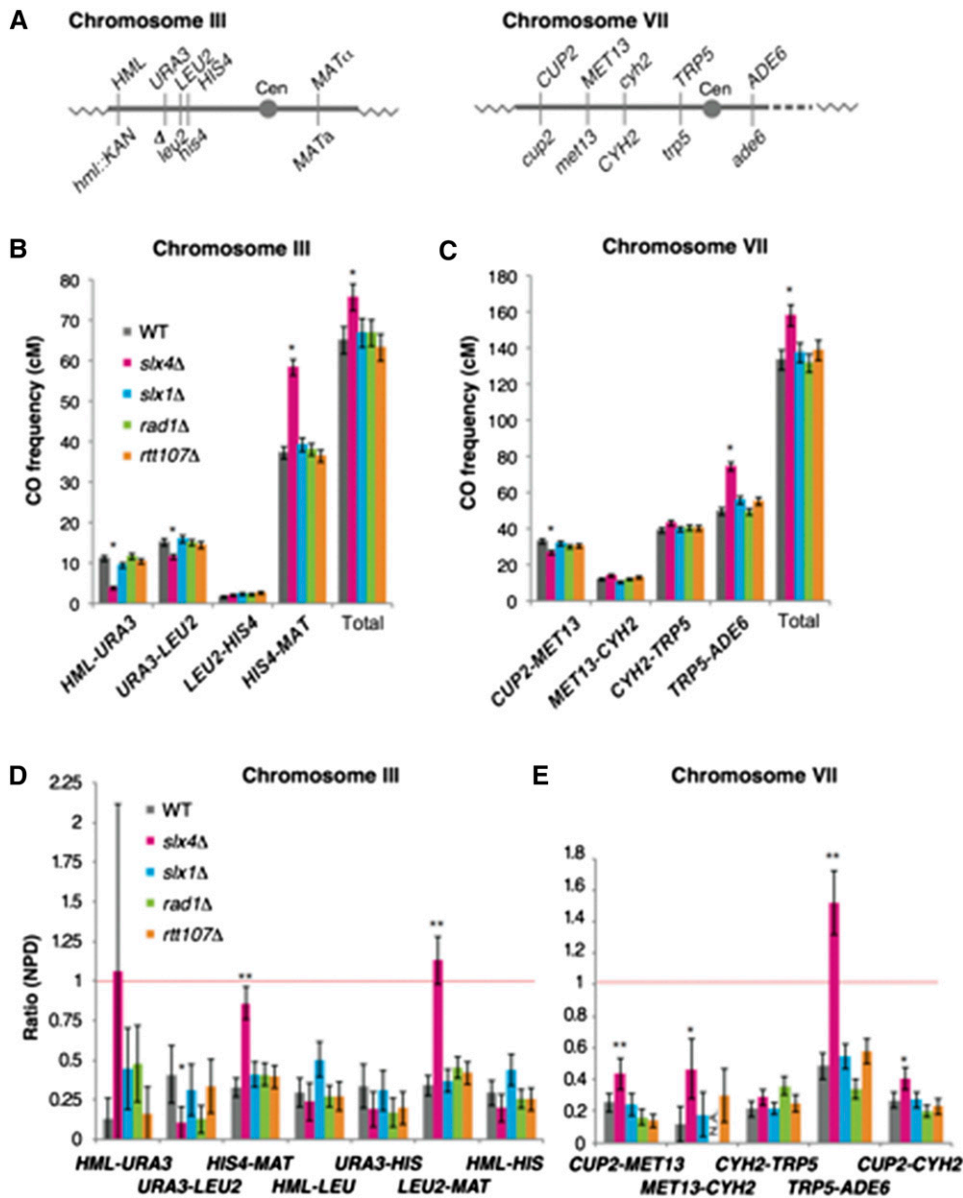 A
Chromosome III
HML
URA3
LEU2
HIS4
Cen
MATα
hml::KAN
Δ
leu2
his4
MATa
Chromosome VII
CUP2
MET13
cyh2
TRP5
Cen
ADE6
cup2
met13
CYH2
trp5
ade6
B
Chromosome III
CO frequency (cM)
80
70
60
50
40
30
20
10
0
WT
slx4Δ
slx1Δ
rad1Δ
rtt107Δ
*
*
*
*
HML-URA3
URA3-LEU2
LEU2-HIS4
HIS4-MAT
Total
C
Chromosome VII
CO frequency (cM)
180
160
140
120
100
80
60
40
20
0
*
*
*
CUP2-MET13
MET13-CYH2
CYH2-TRP5
TRP5-ADE6
Total
D
Chromosome III
Ratio (NPD)
2.25
2
1.75
1.5
1.25
1
0.75
0.5
0.25
0
WT
slx4Δ
slx1Δ
rad1Δ
rtt107Δ
*
**
**
HML-URA3
HIS4-MAT
URA3-HIS
HML-HIS
URA3-LEU2
HML-LEU
LEU2-MAT
E
Chromosome VII
1.8
1.6
1.4
1.2
1
0.8
0.6
0.4
0.2
0
**
*
N.A
**
*
CUP2-MET13
CYH2-TRP5
CUP2-CYH2
MET13-CYH2
TRP5-ADE6